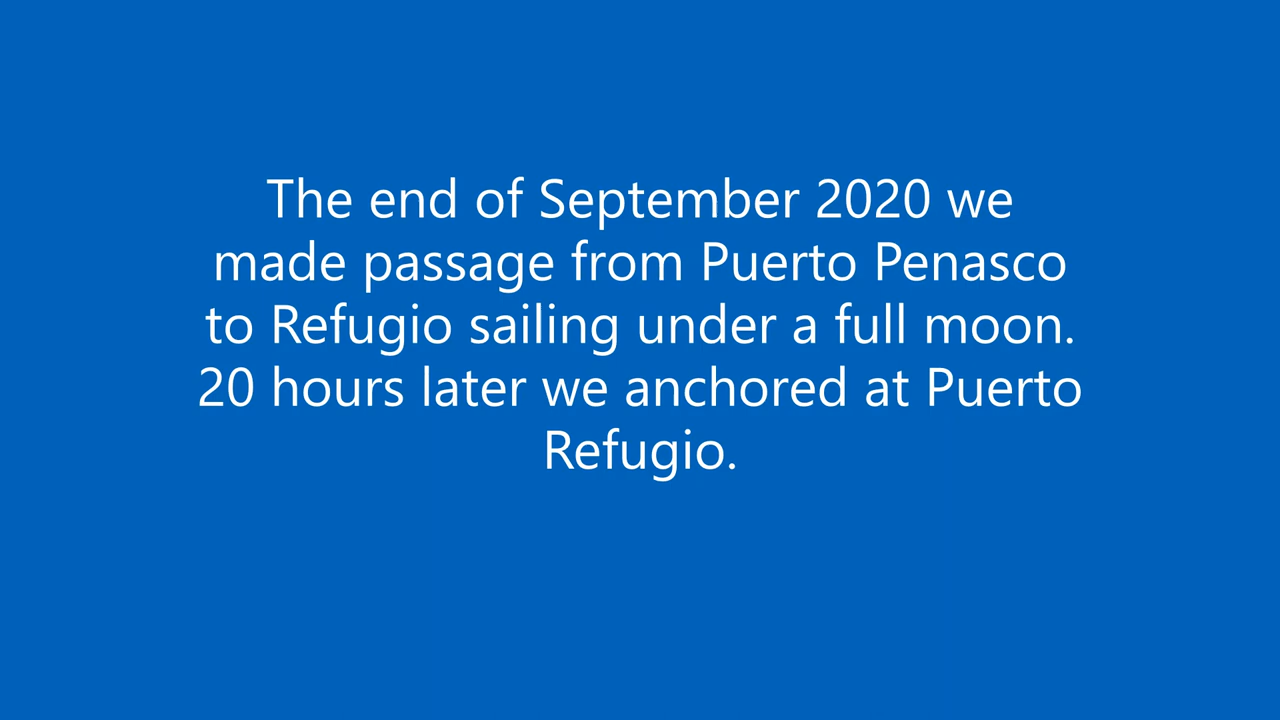 The end of September 2020 we
made passage from Puerto Penasco
to Refugio sailing under a full moon.
20 hours later we anchored at Puerto
Refugio.